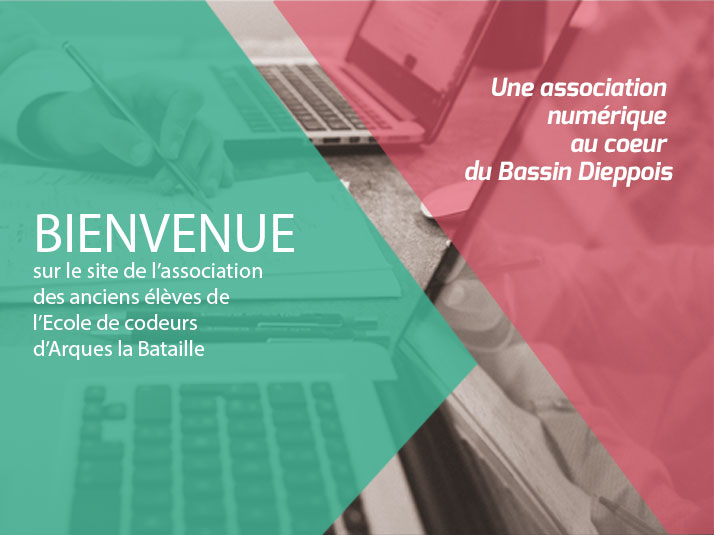 Une association
numérique
au coeur
du Bassin Dieppois
BIENVENUE
sur le site de l'association
des anciens élèves de
l'Ecole de codeurs
d'Arques la Bataille